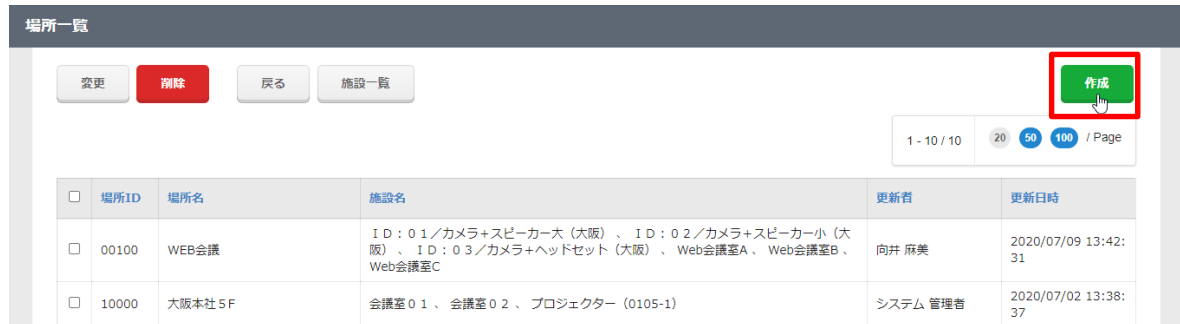 場所一覧
変更 削除 戻る 施設一覧 作成
1 - 10 / 10 20 50 100 / Page
場所ID 場所名 施設名 更新者 更新日時
00100 WEB会議 ＩＤ：０１／カメラ+スピーカー大（大阪） 、 ＩＤ：０２／カメラ+スピーカー小（大 向井 麻美 2020/07/09 13:42:
阪） 、 ＩＤ：０３／カメラ+ヘッドセット（大阪） 、 Web会議室A 、 Web会議室B 、 31
Web会議室C
10000 大阪本社５F 会議室０１ 、 会議室０２ 、 プロジェクター（0105-1） システム 管理者 2020/07/02 13:38:
37